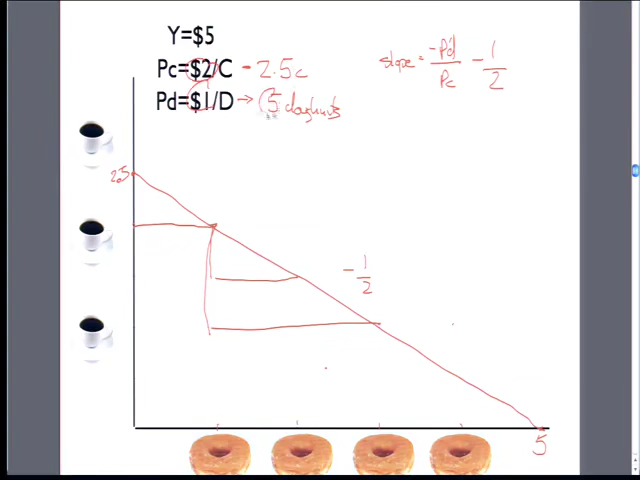 Y=$5
Pc=$2/C - 2.5c
Pd=$1/D → 5 doughnuts
slope = -Pd/Pc - 1/2
2.5
- 1/2
5